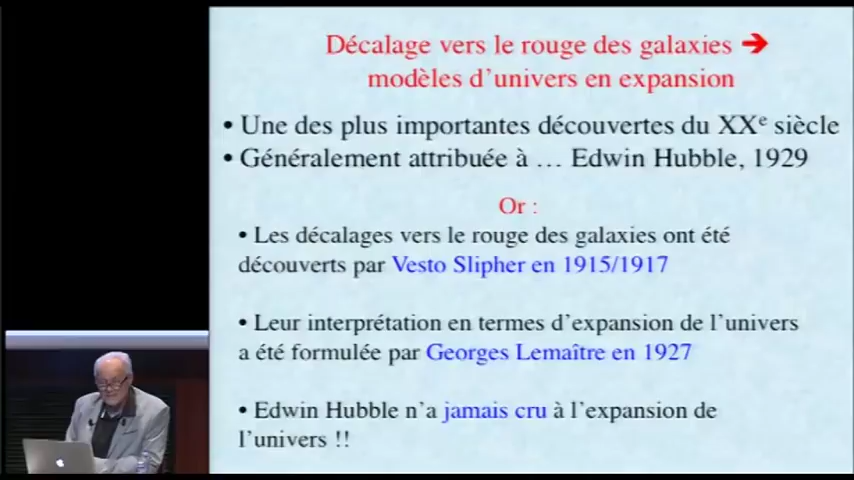 Décalage vers le rouge des galaxies ➔
modèles d'univers en expansion
• Une des plus importantes découvertes du XXe siècle
• Généralement attribuée à … Edwin Hubble, 1929
Or :
• Les décalages vers le rouge des galaxies ont été
découverts par Vesto Slipher en 1915/1917
• Leur interprétation en termes d'expansion de l'univers
a été formulée par Georges Lemaître en 1927
• Edwin Hubble n'a jamais cru à l'expansion de
l'univers !!